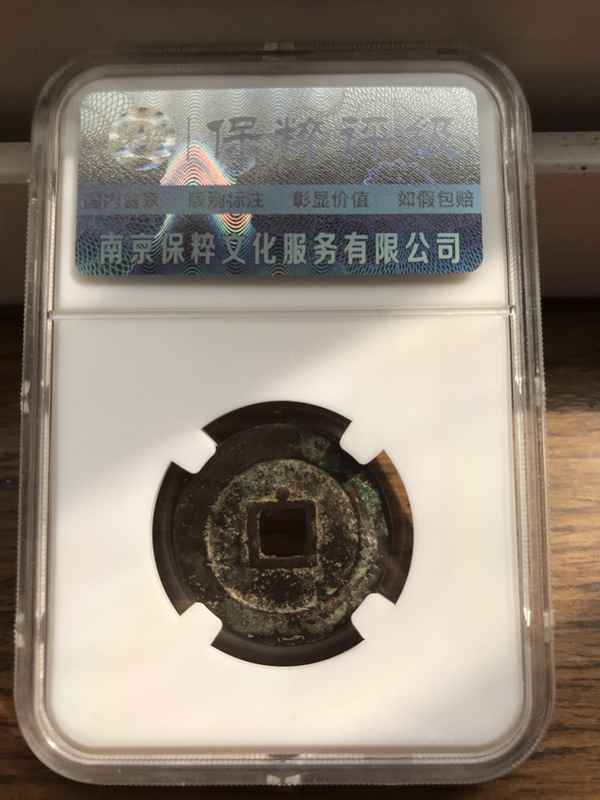 保粹评级
国内首家 版别标注 彰显价值 如假包赔
南京保粹文化服务有限公司